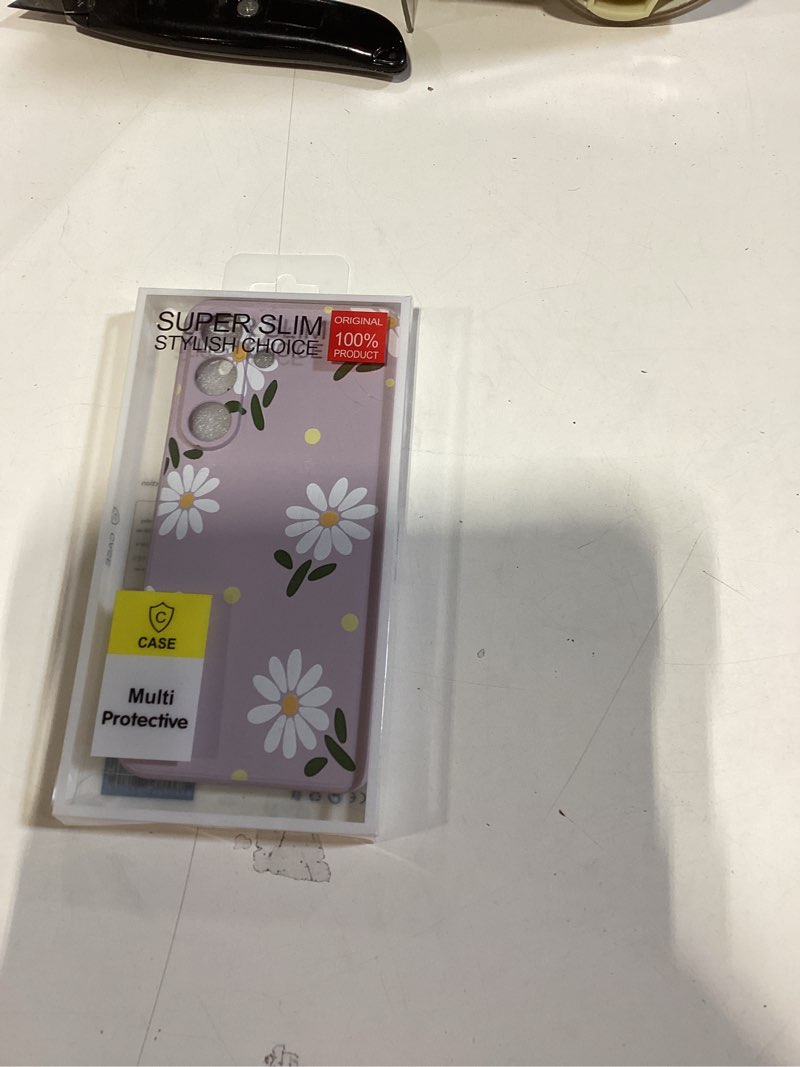 SUPER SLIM
STYLISH CHOICE
ORIGINAL
100%
PRODUCT
C
CASE
Multi
Protective